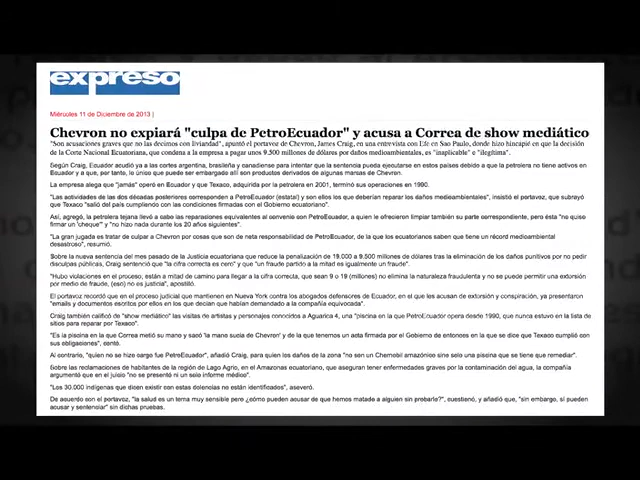 expreso
Miércoles 11 de Diciembre de 2013 |
Chevron no expiará "culpa de PetroEcuador" y acusa a Correa de show mediático
"Son acusaciones graves que no las decimos con liviandad", apuntó el portavoz de Chevron, James Craig, en una entrevista con Efe en Sao Paulo, donde hizo hincapié en que la decisión
de la Corte Nacional Ecuatoriana, que condena a la empresa a pagar unos 9.500 millones de dólares por daños medioambientales, es "inaplicable" e "ilegítima".
Según Craig, Ecuador acudió ya a las cortes argentina, brasileña y canadiense para intentar que la sentencia pueda ejecutarse en estos países debido a que la petrolera no tiene activos en
Ecuador y a que, por tanto, lo único que puede ser embargado allí son productos derivados de algunas marcas de Chevron.
La empresa alega que "jamás" operó en Ecuador y que Texaco, adquirida por la petrolera en 2001, terminó sus operaciones en 1990.
"Las actividades de las dos décadas posteriores corresponden a PetroEcuador (estatal) y son ellos los que deberían reparar los daños medioambientales", insistió el portavoz, que subrayó
que Texaco "salió del país cumpliendo con las condiciones firmadas con el Gobierno ecuatoriano".
Así, agregó, la petrolera tejana llevó a cabo las reparaciones equivalentes al convenio son PetroEcuador, a quien le ofrecieron limpiar también su parte correspondiente, pero ésta "no quise
firmar un 'cheque'" y "no hizo nada durante los 20 años siguientes".
"La gran jugada es tratar de culpar a Chevron por cosas que son de neta responsabilidad de PetroEcuador, de la que los ecuatorianos saben que tiene un récord medioambiental
desastroso", resumió.
Sobre la nueva sentencia del mes pasado de la Justicia ecuatoriana que reduce la penalización de 19.000 a 9.500 millones de dólares tras la eliminación de los daños punitivos por no pedir
disculpas públicas, Craig sentenció que "la cifra correcta es cero" y que "un fraude partido a la mitad es igualmente un fraude".
"Hubo violaciones en el proceso, están a mitad de camino para llegar a la cifra correcta, que sean 9 o 19 (millones) no elimina la naturaleza fraudulenta y no se puede permitir una extorsión
por medio de fraude, (eso) no es justicia", apostilló.
El portavoz recordó que en el proceso judicial que mantienen en Nueva York contra los abogados defensores de Ecuador, en el que les acusan de extorsión y conspiración, ya presentaron
"emails y documentos escritos por ellos en los que decían que habían demandado a la compañía equivocada".
Craig también calificó de "show mediático" las visitas de artistas y personajes conocidos a Aguarica 4, una "piscina en la que PetroEcuador opera desde 1990, que nunca estuvo en la lista de
sitios para reparar por Texaco".
"Es la piscina en la que Correa metió su mano y sacó 'la mano sucia de Chevron' y de la que tenemos un acta firmada por el Gobierno de entonces en la que se dice que Texaco cumplió con
sus obligaciones",
Al contrario, "quien no se hizo cargo fue PetroEcuador", añadió Craig, para quien los daños de la zona "no son un Chernobil amazónico sine solo una piscina que se tiene que remediar".
Sobre las reclamaciones de habitantes de la región de Lago Agrio, en el Amazonas ecuatoriano, que aseguran tener enfermedades graves por la contaminación del agua, la compañía
argumentó que en el juicio "no se presentó ni un solo informe médico".
"Los 30.000 indígenas que dicen existir con estas dolencias no están identificados", aseveró.
De acuerdo con el portavoz, "la salud es un tema muy sensible pero ¿cómo pueden acusar de que hemos matado a alguien sin probarlo?", cuestionó, y añadió que, "sin embargo, sí pueden
acusar y sentenciar" sin dichas pruebas.